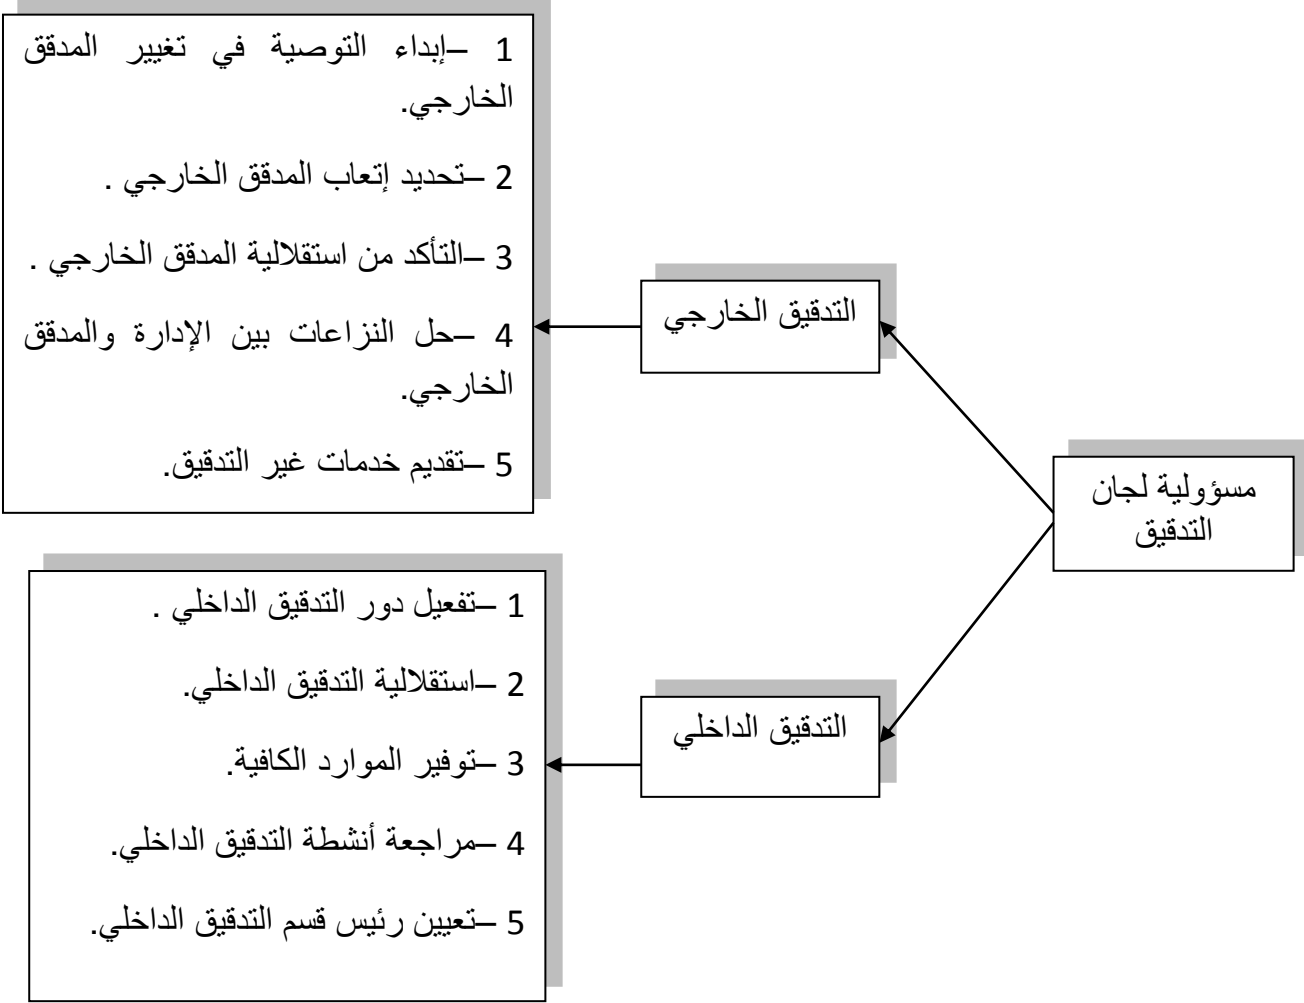 مسؤولية لجان
التدقيق
التدقيق الخارجي
1 –إبداء التوصية في تغيير المدقق
الخارجي.
2 –تحديد إتعاب المدقق الخارجي .
3 –التأكد من استقلالية المدقق الخارجي .
4 –حل النزاعات بين الإدارة والمدقق
الخارجي.
5 –تقديم خدمات غير التدقيق.
التدقيق الداخلي
1 –تفعيل دور التدقيق الداخلي .
2 –استقلالية التدقيق الداخلي.
3 –توفير الموارد الكافية.
4 –مراجعة أنشطة التدقيق الداخلي.
5 –تعيين رئيس قسم التدقيق الداخلي.